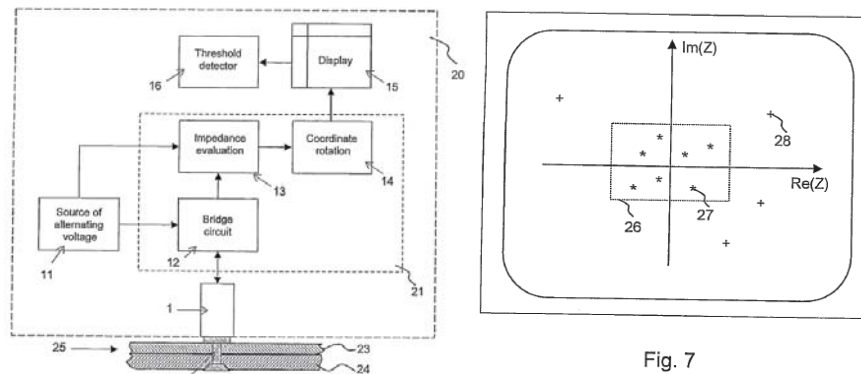 Threshold
detector
16
Display
15
20
Impedance
evaluation
13
Coordinate
rotation
14
Source of
alternating
voltage
11
Bridge
circuit
12
21
1
25
23
24
Im(Z)
+
+
28
*
*
*
*
Re(Z)
*
*
*
27
26
+
+
Fig. 7